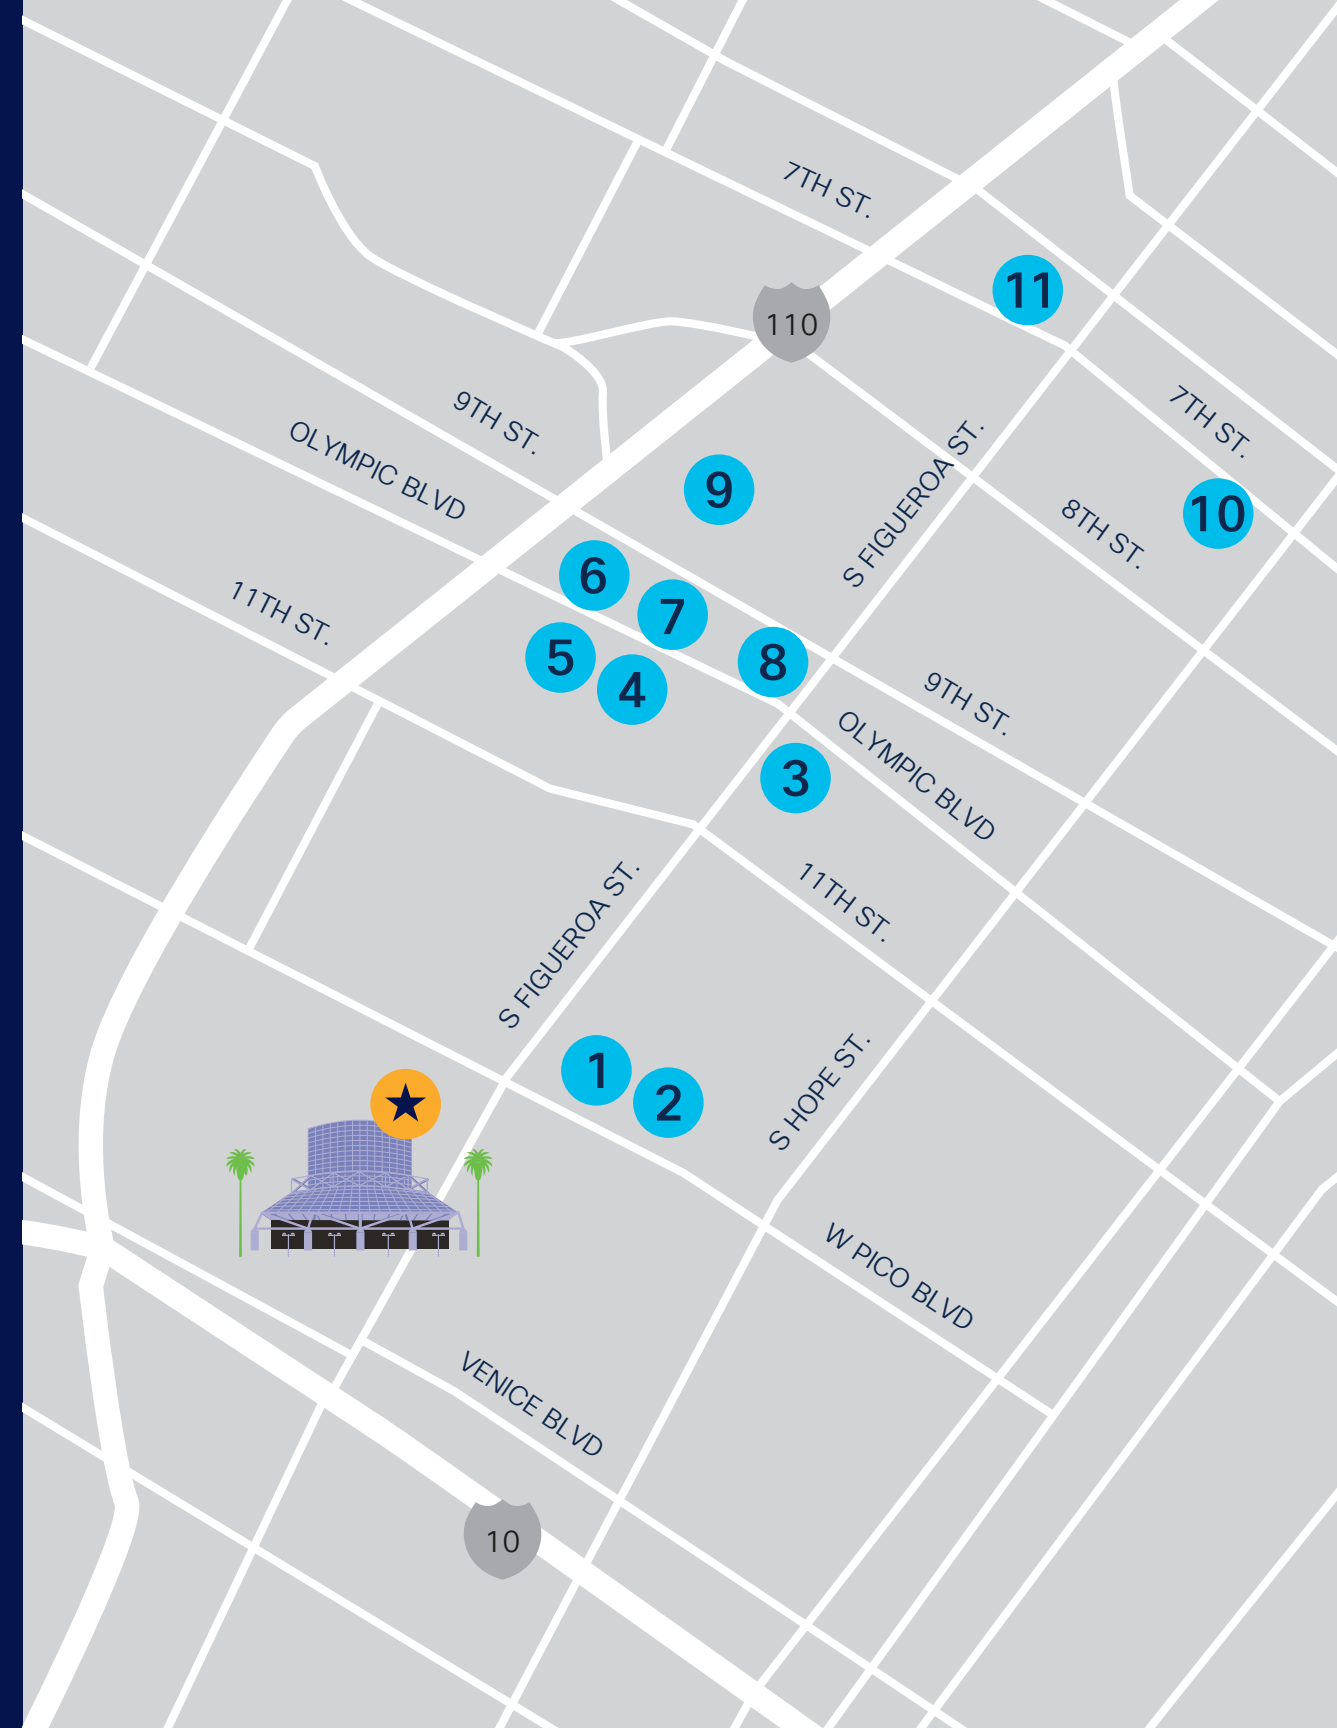 7TH ST.
11
110
9TH ST.
7TH ST.
OLYMPIC BLVD
S FIGUEROA ST.
9
10
8TH ST.
6
11TH ST.
7
5
8
4
9TH ST.
OLYMPIC BLVD
3
11TH ST.
S FIGUEROA ST.
1
2
S HOPE ST.
W PICO BLVD
VENICE BLVD
10